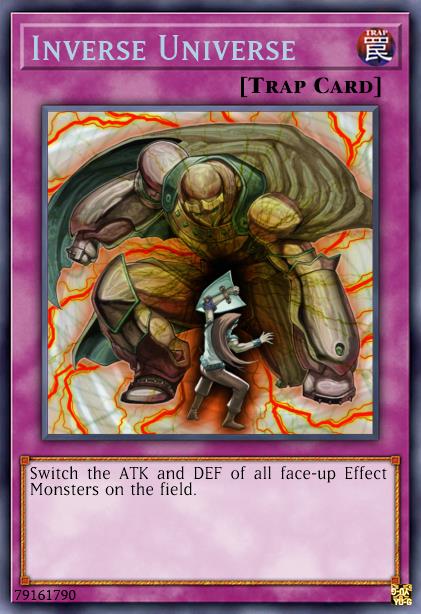 Inverse Universe
TRAP
罠
[Trap Card]
Switch the ATK and DEF of all face-up Effect
Monsters on the field.
79161790